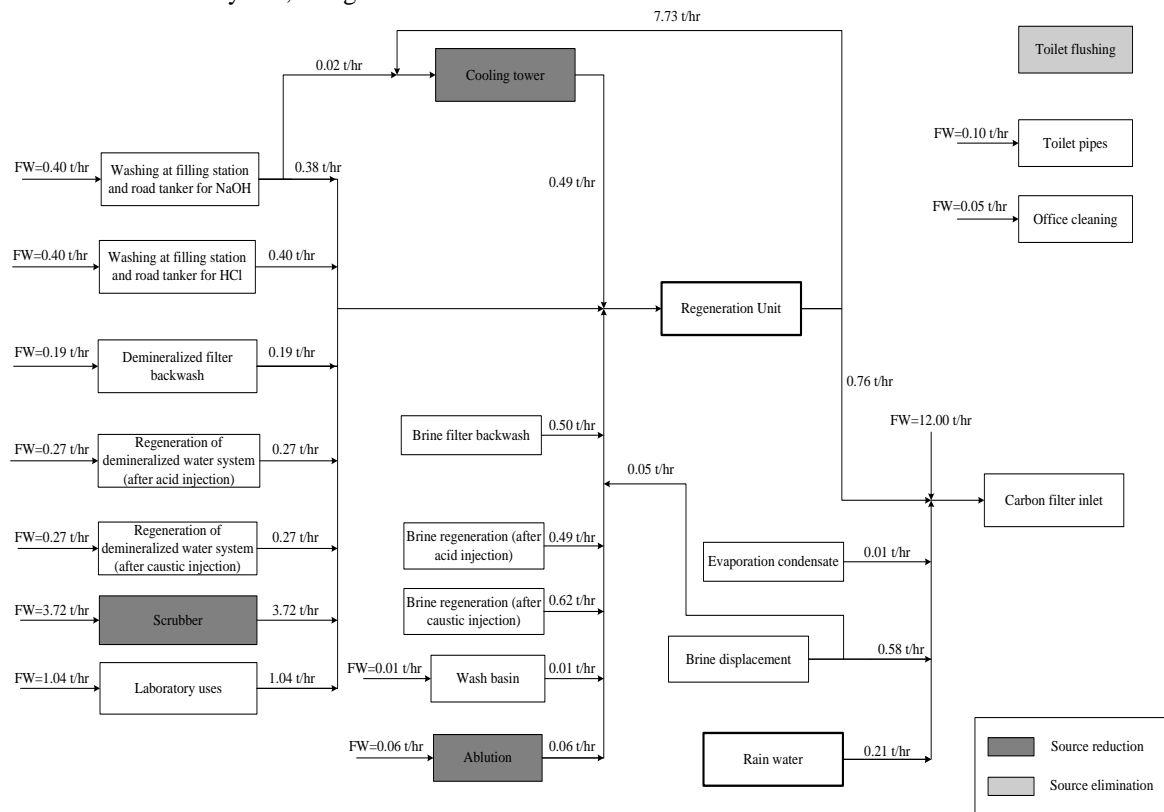 7.73 t/hr
Toilet flushing
0.02 t/hr
Cooling tower
FW=0.10 t/hr
Toilet pipes
FW=0.40 t/hr
Washing at filling station
and road tanker for NaOH
0.38 t/hr
0.49 t/hr
FW=0.05 t/hr
Office cleaning
FW=0.40 t/hr
Washing at filling station
and road tanker for HCl
0.40 t/hr
Regeneration Unit
FW=0.19 t/hr
Demineralized filter
backwash
0.19 t/hr
0.76 t/hr
FW=12.00 t/hr
FW=0.27 t/hr
Regeneration of
demineralized water system
(after acid injection)
0.27 t/hr
Brine filter backwash
0.50 t/hr
0.05 t/hr
Carbon filter inlet
FW=0.27 t/hr
Regeneration of
demineralized water system
(after caustic injection)
0.27 t/hr
Brine regeneration (after
acid injection)
0.49 t/hr
Evaporation condensate
0.01 t/hr
FW=3.72 t/hr
Scrubber
3.72 t/hr
Brine regeneration (after
caustic injection)
0.62 t/hr
Brine displacement
0.58 t/hr
FW=1.04 t/hr
Laboratory uses
1.04 t/hr
FW=0.01 t/hr
Wash basin
0.01 t/hr
FW=0.06 t/hr
Ablution
0.06 t/hr
Rain water
0.21 t/hr
Source reduction
Source elimination